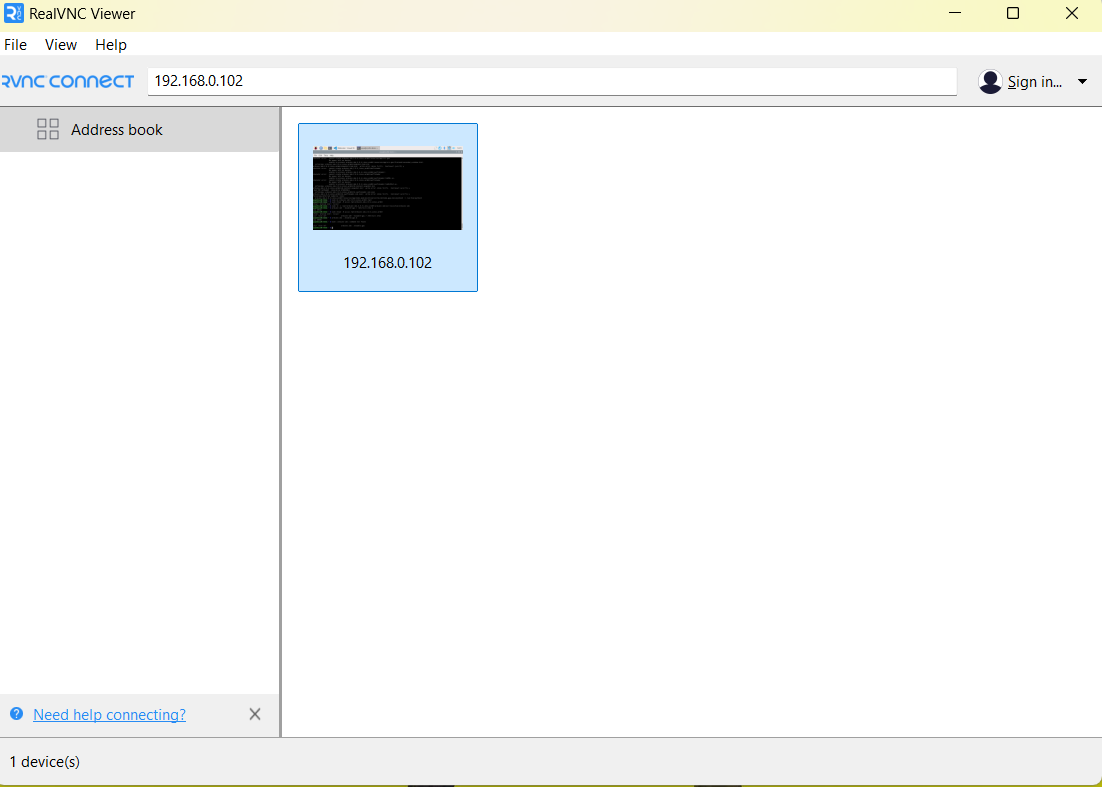 RealVNC Viewer
File View Help
RVNC CONNECT
192.168.0.102
Sign in...
Address book
192.168.0.102
? Need help connecting?
1 device(s)